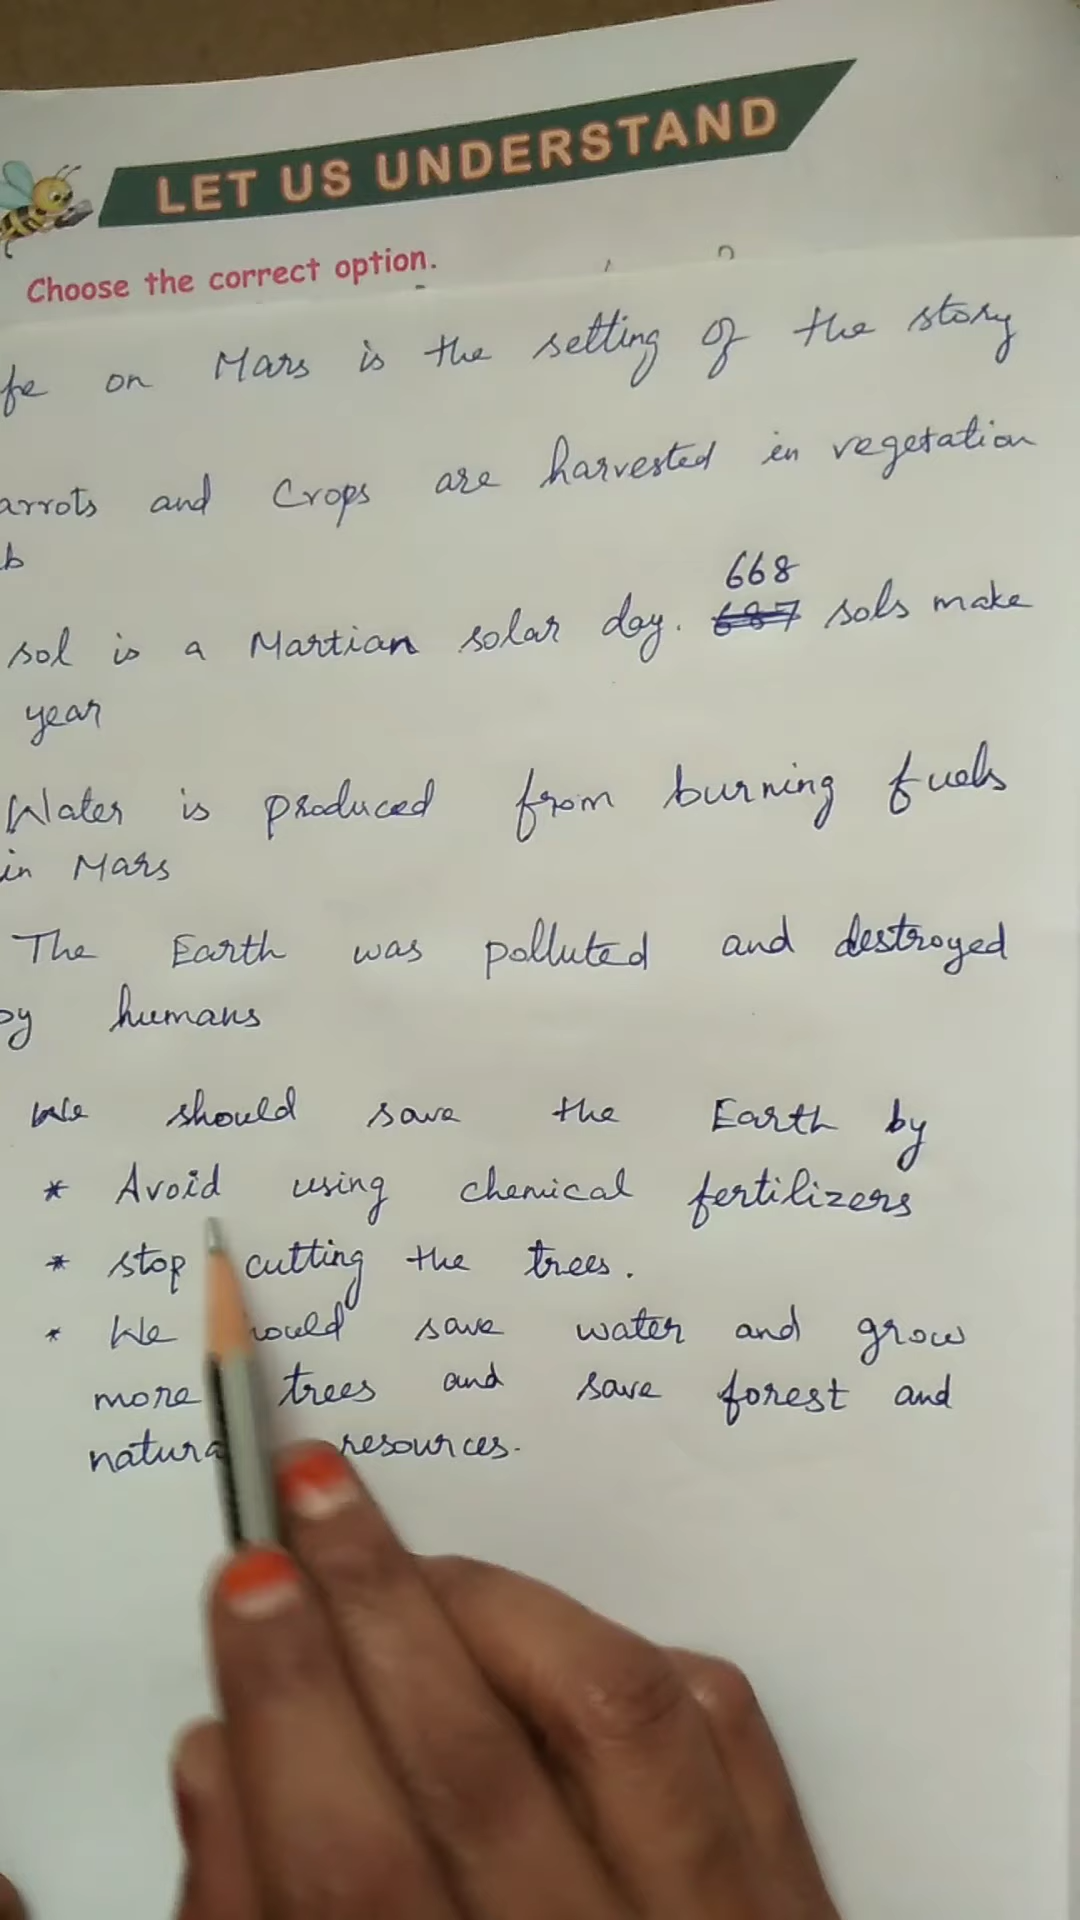 LET US UNDERSTAND
Choose the correct option.
fe on Mars is the setting of the story
arrots and Crops are harvested in vegetation
b
sol is a Martian solar day. 668 ~~687~~ sols make
year
Water is produced from burning fuels
in Mars
The Earth was polluted and destroyed
by humans
We should save the Earth by
* Avoid using chemical fertilizers
* stop cutting the trees.
* We should save water and grow
more trees and save forest and
natura resources.